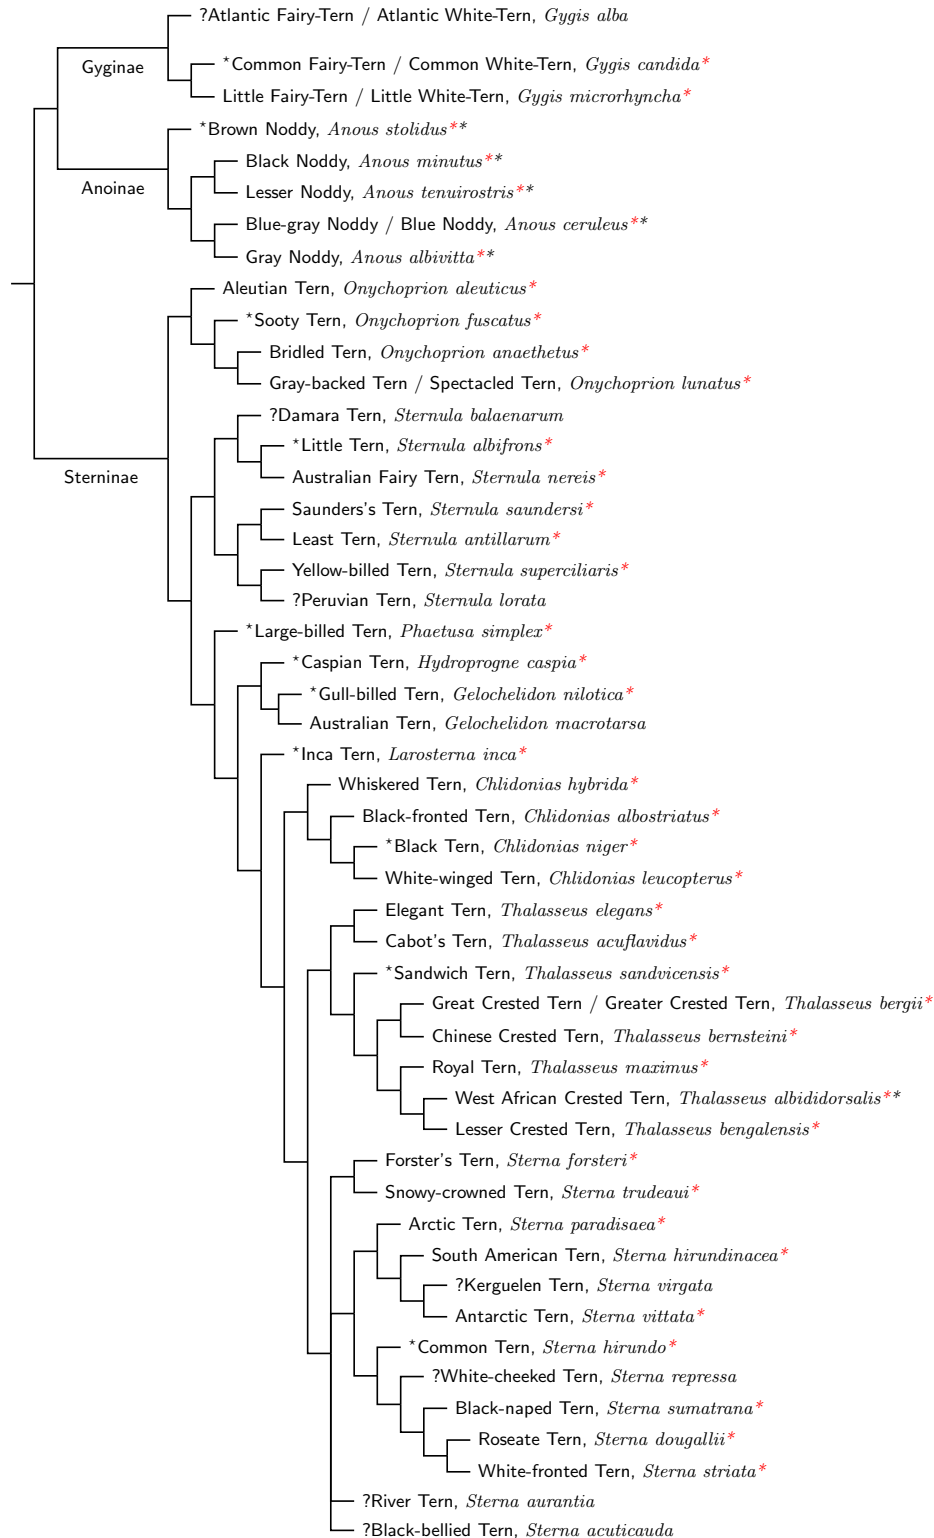 ?Atlantic Fairy-Tern / Atlantic White-Tern, Gygis alba
*Common Fairy-Tern / Common White-Tern, Gygis candida*
Gyginae
Little Fairy-Tern / Little White-Tern, Gygis microrhyncha*
*Brown Noddy, Anous stolidus**
Black Noddy, Anous minutus**
Anoinae
Lesser Noddy, Anous tenuirostris**
Blue-gray Noddy / Blue Noddy, Anous ceruleus**
Gray Noddy, Anous albivitta**
Aleutian Tern, Onychoprion aleuticus*
*Sooty Tern, Onychoprion fuscatus*
Bridled Tern, Onychoprion anaethetus*
Gray-backed Tern / Spectacled Tern, Onychoprion lunatus*
?Damara Tern, Sternula balaenarum
*Little Tern, Sternula albifrons*
Sterninae
Australian Fairy Tern, Sternula nereis*
Saunders's Tern, Sternula saundersi*
Least Tern, Sternula antillarum*
Yellow-billed Tern, Sternula superciliaris*
?Peruvian Tern, Sternula lorata
*Large-billed Tern, Phaetusa simplex*
*Caspian Tern, Hydroprogne caspia*
*Gull-billed Tern, Gelochelidon nilotica*
Australian Tern, Gelochelidon macrotarsa
*Inca Tern, Larosterna inca*
Whiskered Tern, Chlidonias hybrida*
Black-fronted Tern, Chlidonias albostriatus*
*Black Tern, Chlidonias niger*
White-winged Tern, Chlidonias leucopterus*
Elegant Tern, Thalasseus elegans*
Cabot's Tern, Thalasseus acuflavidus*
*Sandwich Tern, Thalasseus sandvicensis*
Great Crested Tern / Greater Crested Tern, Thalasseus bergii*
Chinese Crested Tern, Thalasseus bernsteini*
Royal Tern, Thalasseus maximus*
West African Crested Tern, Thalasseus albididorsalis**
Lesser Crested Tern, Thalasseus bengalensis*
Forster's Tern, Sterna forsteri*
Snowy-crowned Tern, Sterna trudeaui*
Arctic Tern, Sterna paradisaea*
South American Tern, Sterna hirundinacea*
?Kerguelen Tern, Sterna virgata
Antarctic Tern, Sterna vittata*
*Common Tern, Sterna hirundo*
?White-cheeked Tern, Sterna repressa
Black-naped Tern, Sterna sumatrana*
Roseate Tern, Sterna dougallii*
White-fronted Tern, Sterna striata*
?River Tern, Sterna aurantia
?Black-bellied Tern, Sterna acuticauda